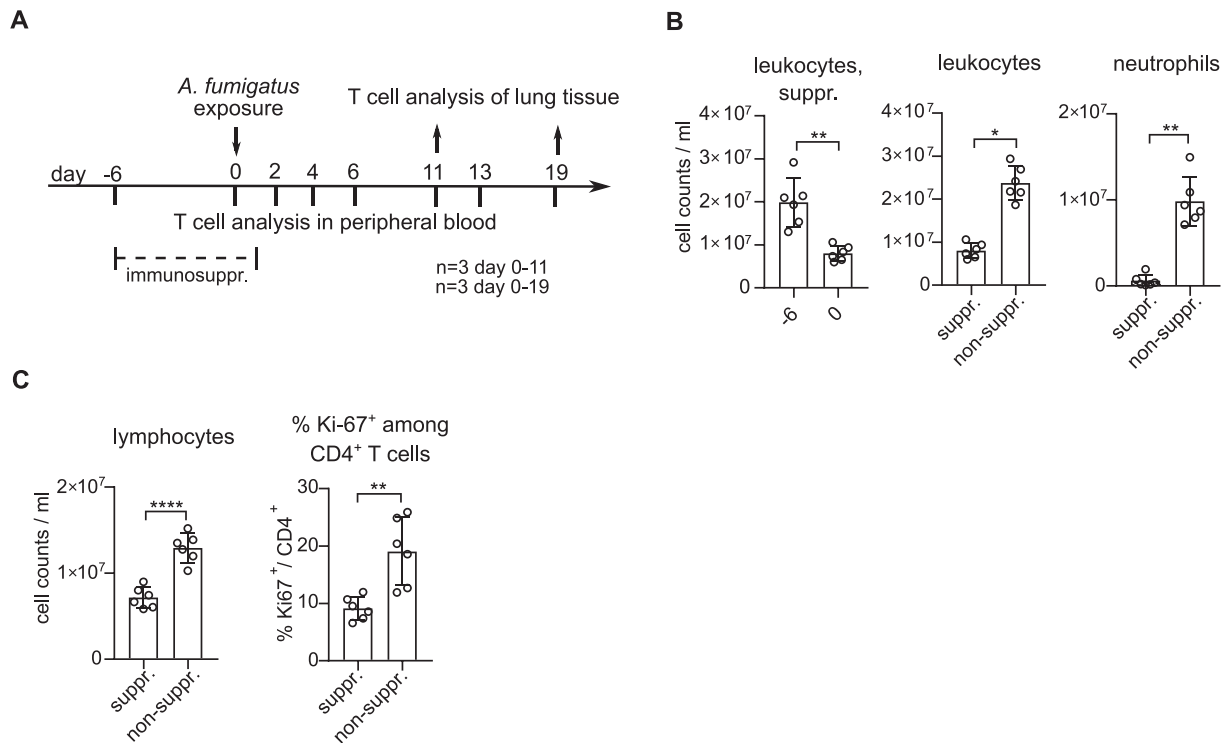 A
A. fumigatus
exposure
T cell analysis of lung tissue
day -6 0 2 4 6 11 13 19
T cell analysis in peripheral blood
immunosuppr.
n=3 day 0-11
n=3 day 0-19
B
leukocytes,
suppr.
cell counts / ml
4×10⁷
3×10⁷
2×10⁷
1×10⁷
0
**
-6 0
leukocytes
4×10⁷
3×10⁷
2×10⁷
1×10⁷
0
*
suppr. non-suppr.
neutrophils
2×10⁷
1×10⁷
0
**
suppr. non-suppr.
C
lymphocytes
cell counts / ml
2×10⁷
1×10⁷
0
****
suppr. non-suppr.
% Ki-67⁺ among
CD4⁺ T cells
% Ki67⁺/ CD4⁺
30
20
10
0
**
suppr. non-suppr.